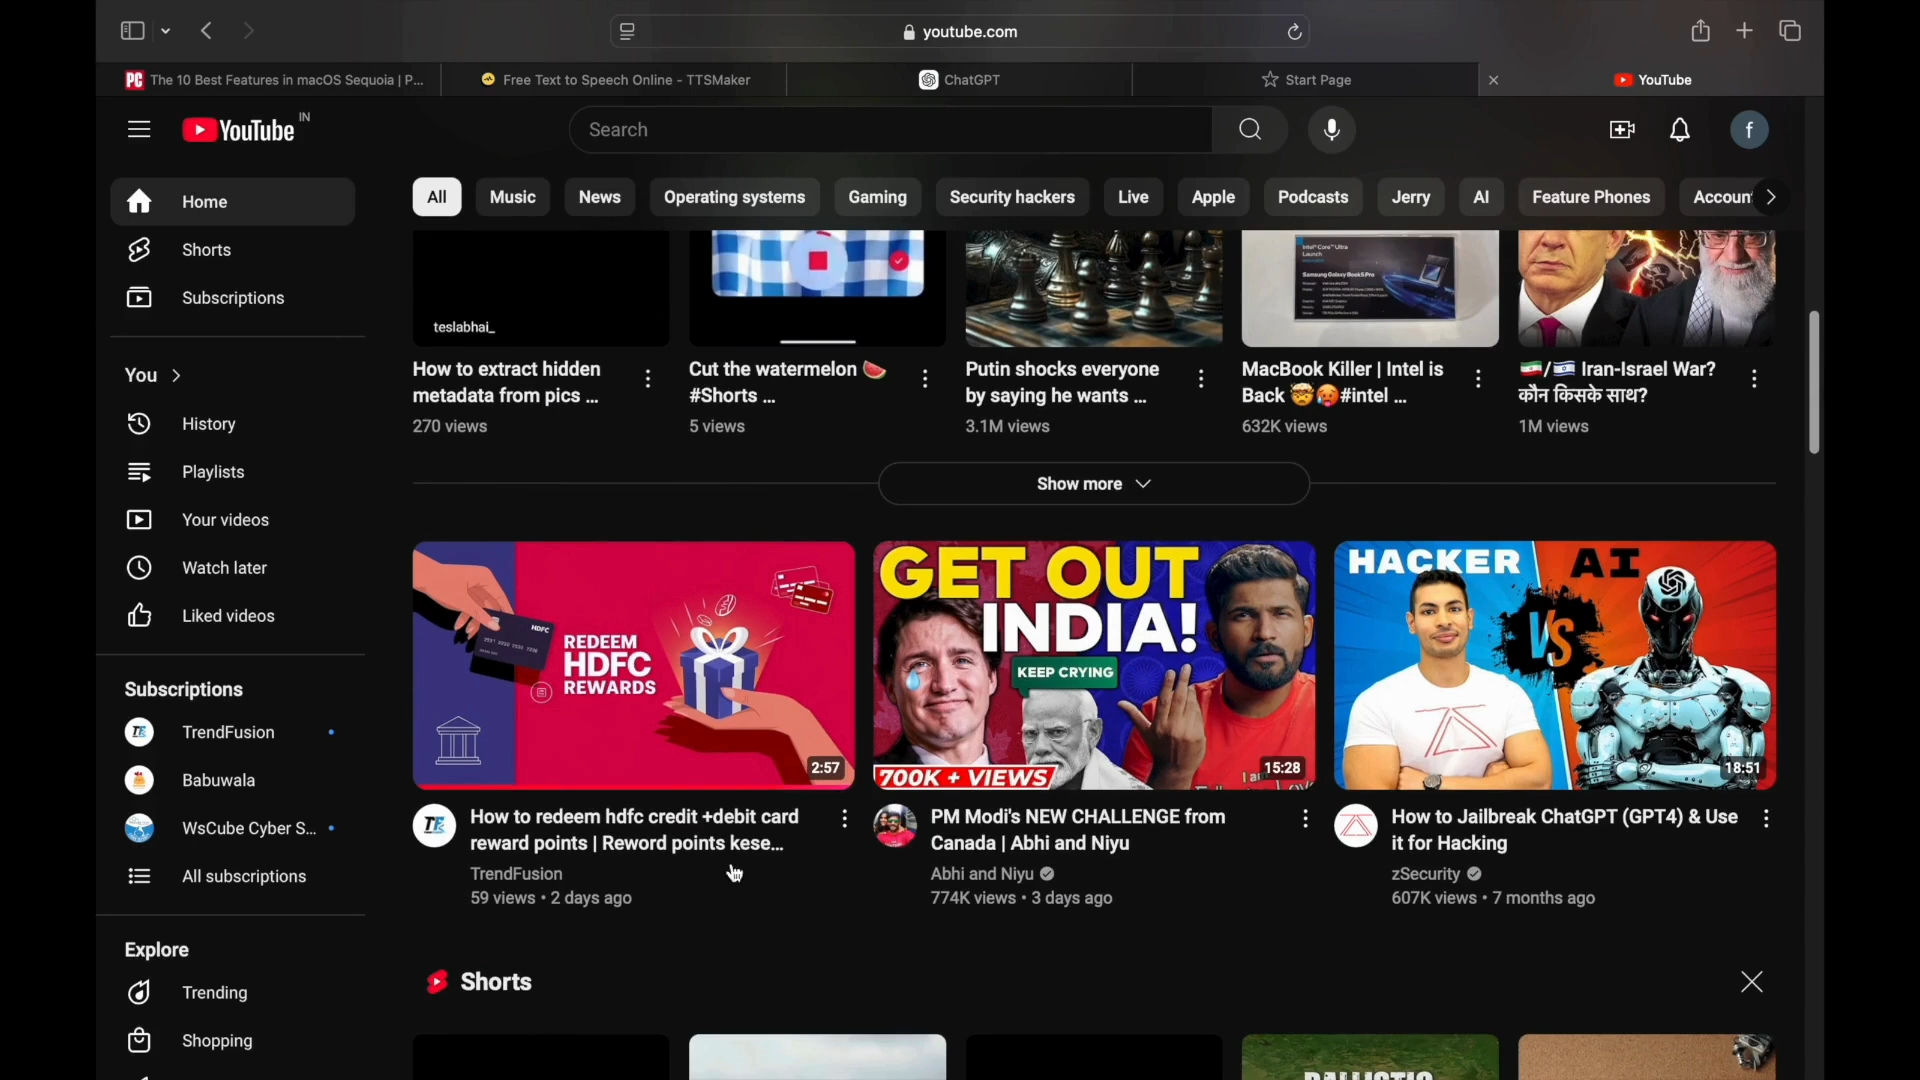 youtube.com
The 10 Best Features in macOS Sequoia | P...
Free Text to Speech Online - TTSMaker
ChatGPT
Start Page
YouTube
YouTube IN
Search
f
Home
Shorts
Subscriptions
You
History
Playlists
Your videos
Watch later
Liked videos
Subscriptions
TrendFusion
Babuwala
WsCube Cyber S...
All subscriptions
Explore
Trending
Shopping
All
Music
News
Operating systems
Gaming
Security hackers
Live
Apple
Podcasts
Jerry
AI
Feature Phones
Accoun
teslabhai_
Intel® Core™ Ultra
Launch
Samsung Galaxy Book5 Pro
How to extract hidden
metadata from pics ...
270 views
Cut the watermelon 🍉
#Shorts ...
5 views
Putin shocks everyone
by saying he wants ...
3.1M views
MacBook Killer | Intel is
Back 🤯🥵#intel ...
632K views
🇮🇷/🇮🇱 Iran-Israel War?
कौन किसके साथ?
1M views
Show more
HDFC
REDEEM
HDFC
REWARDS
2:57
How to redeem hdfc credit +debit card
reward points | Reword points kese...
TrendFusion
59 views • 2 days ago
GET OUT
INDIA!
KEEP CRYING
700K + VIEWS
15:28
PM Modi's NEW CHALLENGE from
Canada | Abhi and Niyu
Abhi and Niyu
774K views • 3 days ago
HACKER
AI
VS
18:51
How to Jailbreak ChatGPT (GPT4) & Use
it for Hacking
zSecurity
607K views • 7 months ago
Shorts